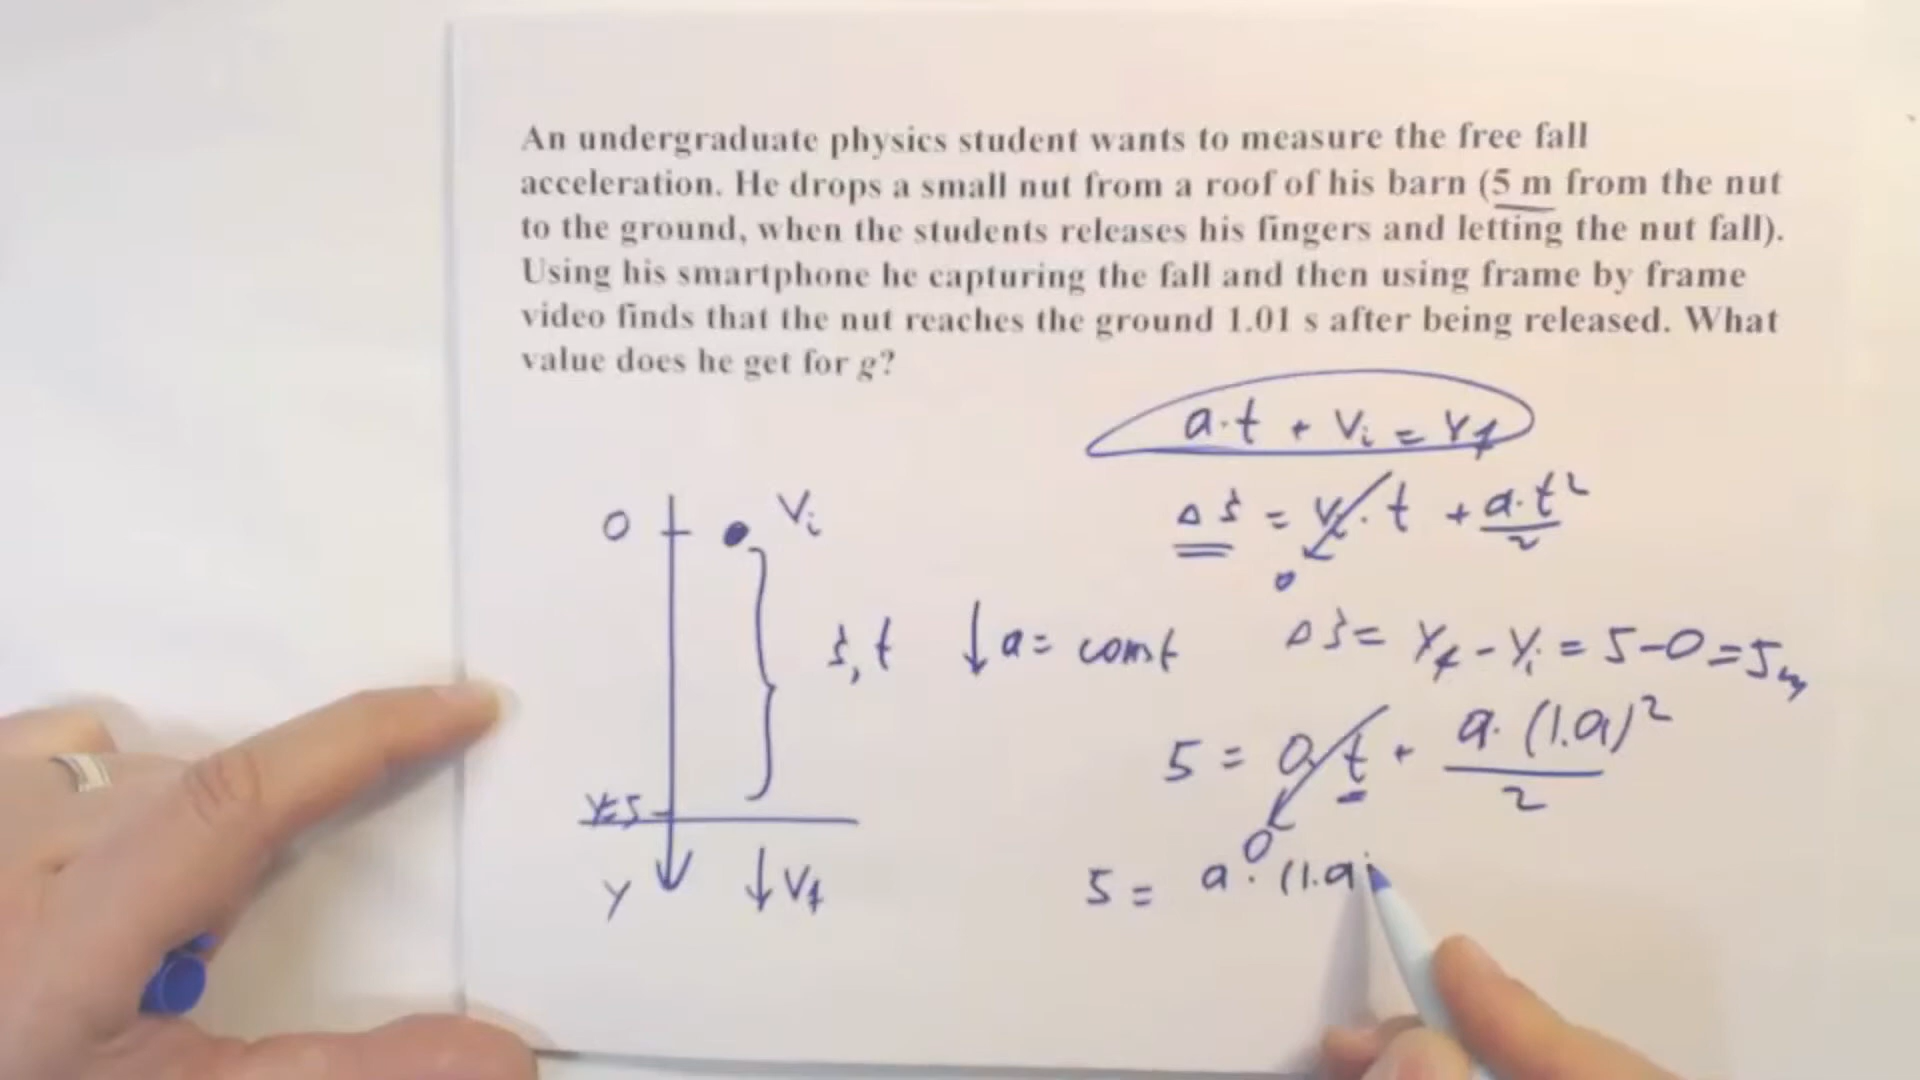 An undergraduate physics student wants to measure the free fall
acceleration. He drops a small nut from a roof of his barn (5 m from the nut
to the ground, when the students releases his fingers and letting the nut fall).
Using his smartphone he capturing the fall and then using frame by frame
video finds that the nut reaches the ground 1.01 s after being released. What
value does he get for g?
a·t + Vi = Vf
ΔS = Vi·t + a·t²/2
0
0 Vi
S, t ↓ a = const
ΔS = Yf - Yi = 5-0 = 5m
5 = 0·t + a·(1.01)²/2
0
Y=5
Y ↓ Vf
5 = a·(1.01